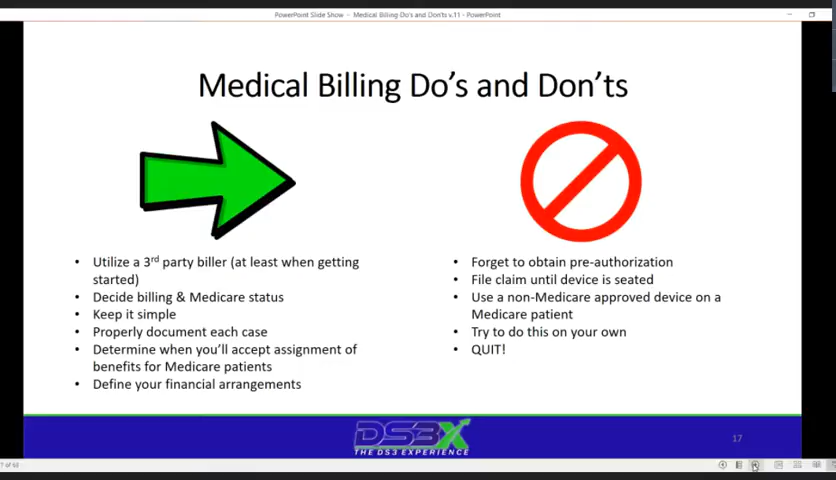 PowerPoint Slide Show - Medical Billing Do's and Don'ts v.11 - PowerPoint
Medical Billing Do's and Don'ts
• Utilize a 3rd party biller (at least when getting
started)
• Decide billing & Medicare status
• Keep it simple
• Properly document each case
• Determine when you'll accept assignment of
benefits for Medicare patients
• Define your financial arrangements
• Forget to obtain pre-authorization
• File claim until device is seated
• Use a non-Medicare approved device on a
Medicare patient
• Try to do this on your own
• QUIT!
DS3X
THE DS3 EXPERIENCE
17